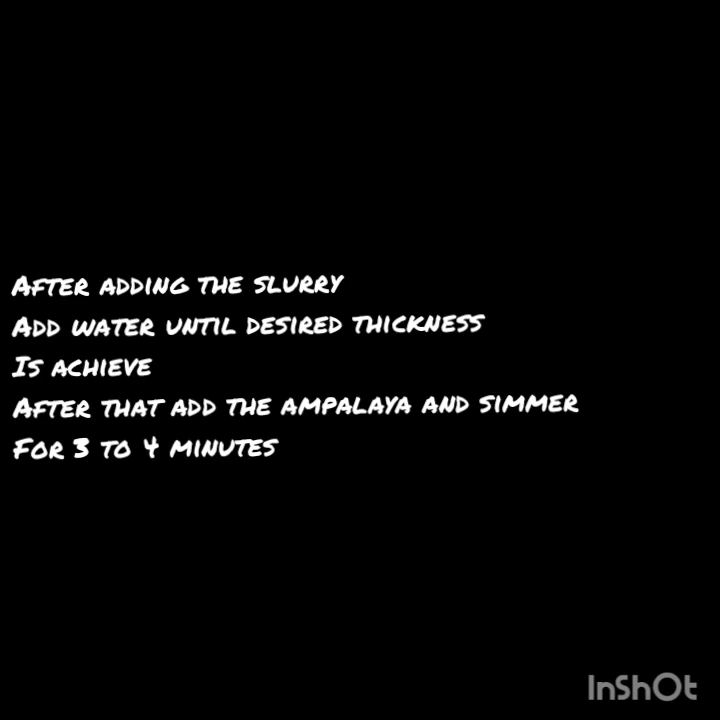 After adding the slurry
Add water until desired thickness
Is achieve
After that add the ampalaya and simmer
For 3 to 4 minutes
InShOt